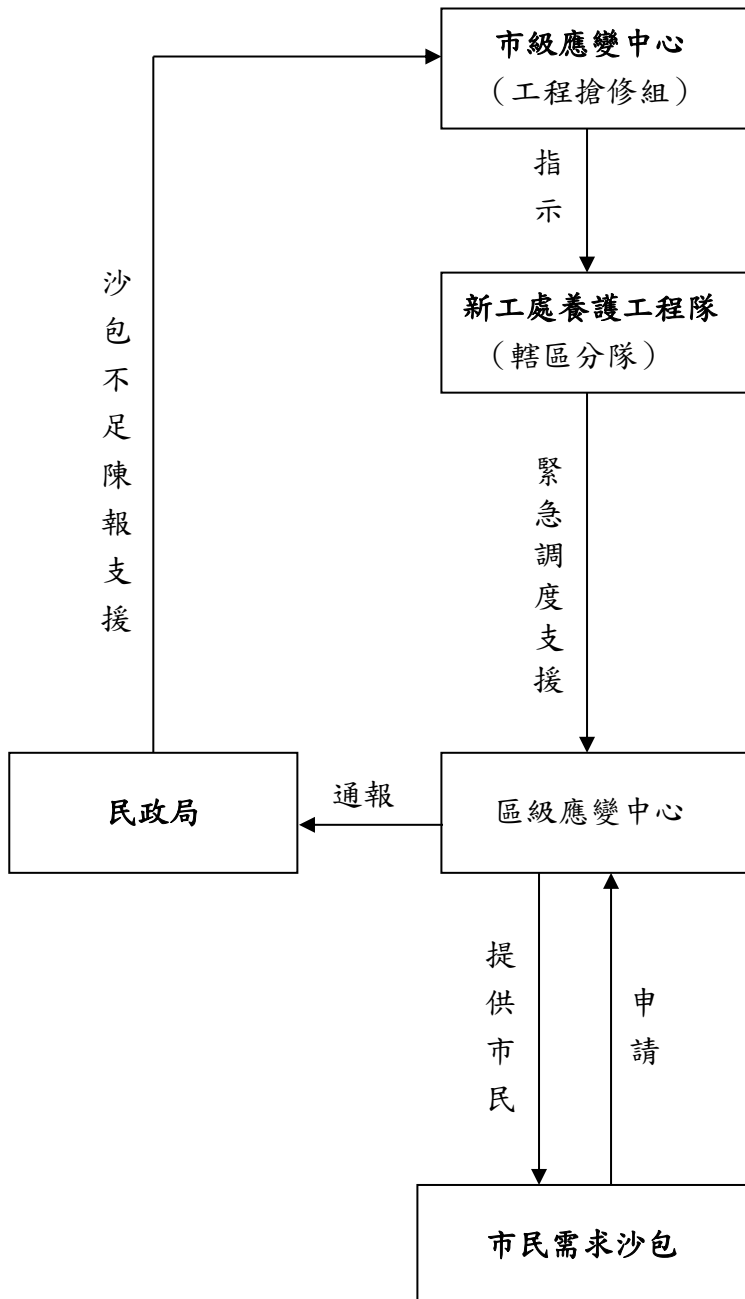 市級應變中心
（工程搶修組）
指示
新工處養護工程隊
（轄區分隊）
沙包不足陳報支援
緊急調度支援
民政局
通報
區級應變中心
提供市民
申請
市民需求沙包